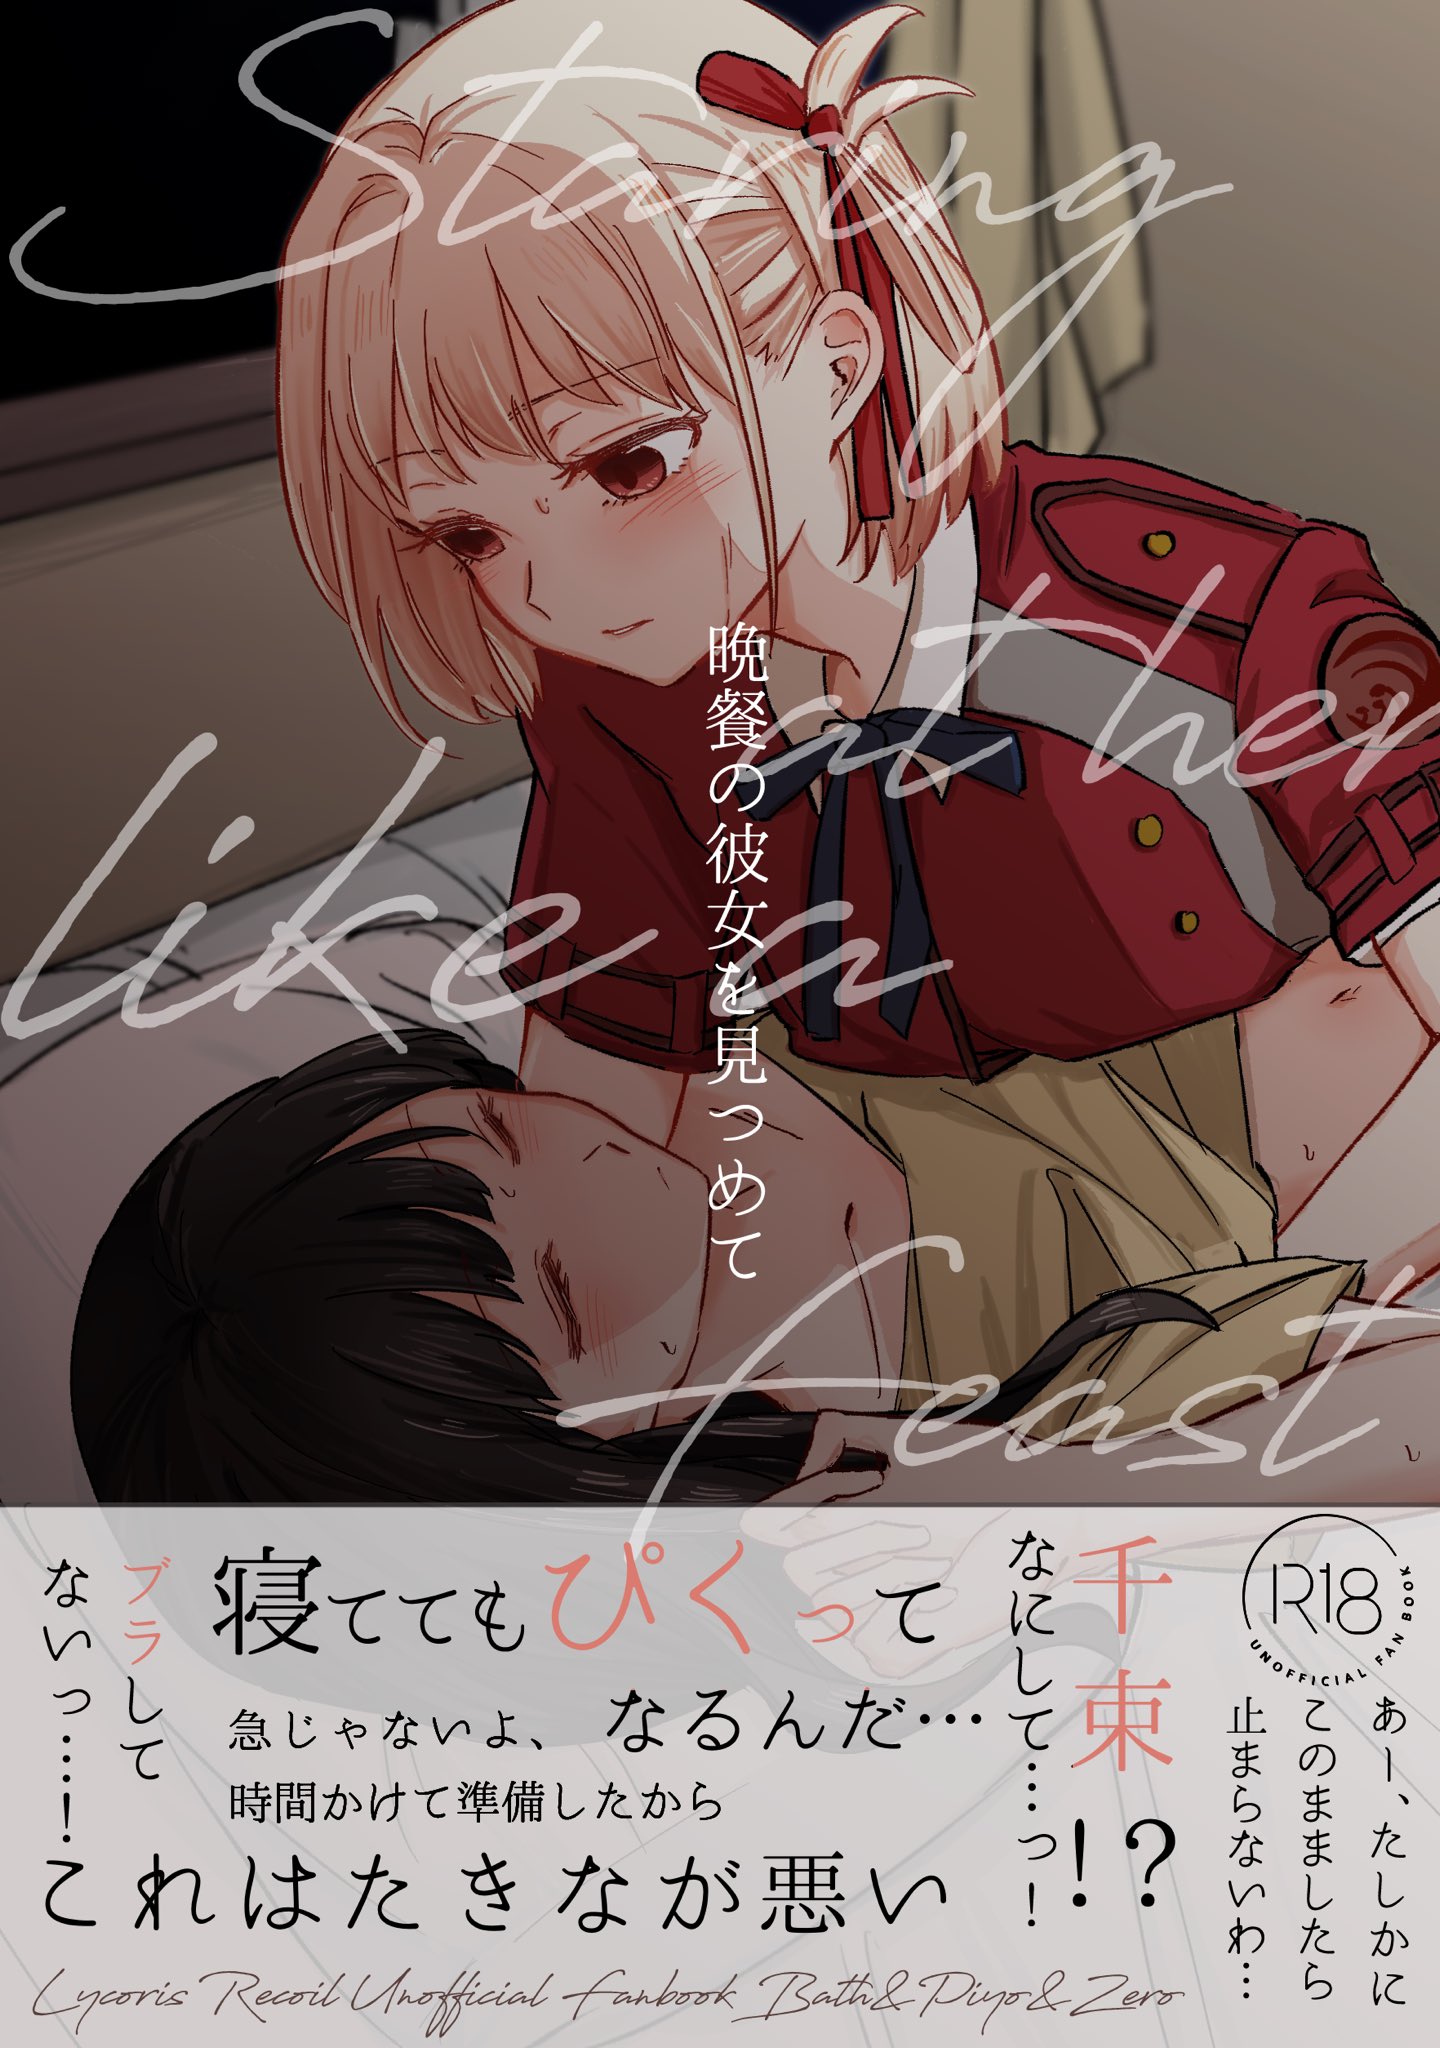 Staring
at her
like a
feast
晩餐の彼女を見つめて
R18
UNOFFICIAL FAN BOOK
あー、たしかに
このまましたら
止まらないわ…
千束!?
なにして…っ!
寝ててもぴくって
なるんだ…
急じゃないよ、
時間かけて準備したから
ブラして
ないっ……!
これはたきなが悪い
Lycoris Recoil Unofficial Fanbook Bath&Piyo&Zero